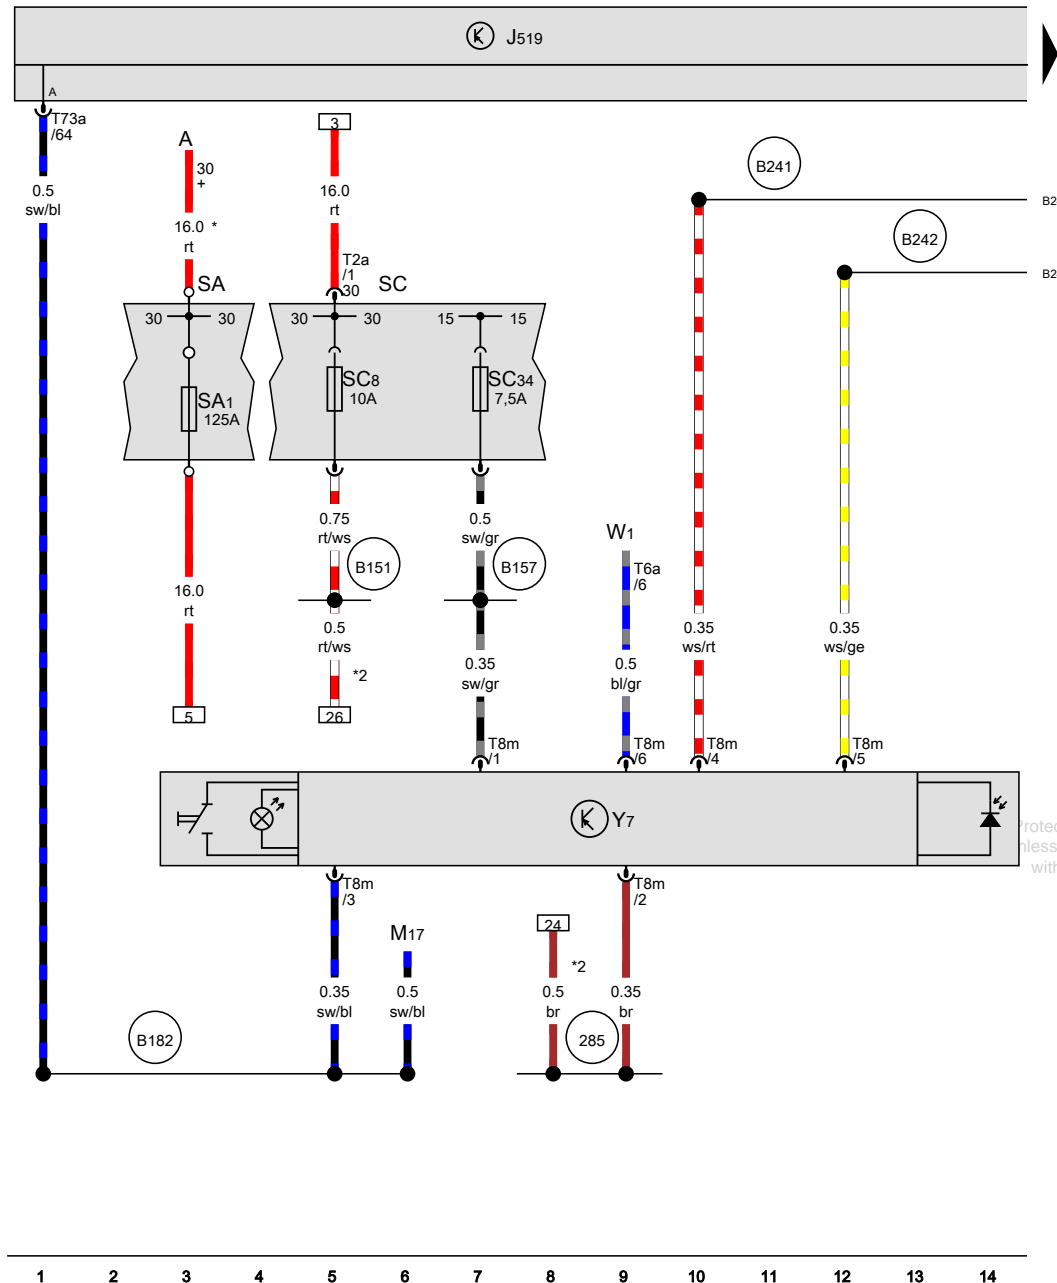 J519
A
T73a
/64
3
A
B241
30
+
0.5
sw/bl
16.0
rt
B2
16.0 *
rt
B242
T2a
/1
30
B2
SA
SC
30 30
30 30
15 15
SC8
10A
SC34
7,5A
SA1
125A
0.75
rt/ws
0.5
sw/gr
W1
B151
B157
T6a
/6
16.0
rt
0.5
rt/ws
0.35
ws/rt
0.35
ws/ge
*2
0.35
sw/gr
0.5
bl/gr
5
26
T8m
/1
T8m
/6
T8m
/4
T8m
/5
Y7
Protec
nless
with
T8m
/3
T8m
/2
24
M17
*2
0.35
sw/bl
0.5
sw/bl
0.5
br
0.35
br
B182
285
1 2 3 4 5 6 7 8 9 10 11 12 13 14